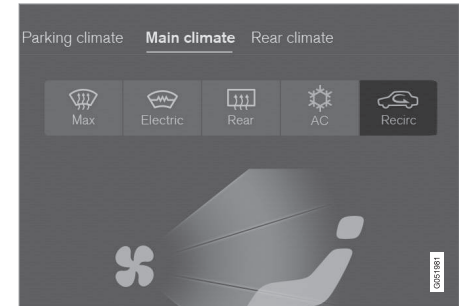 Parking climate Main climate Rear climate
Max Electric Rear AC Recirc
G051981